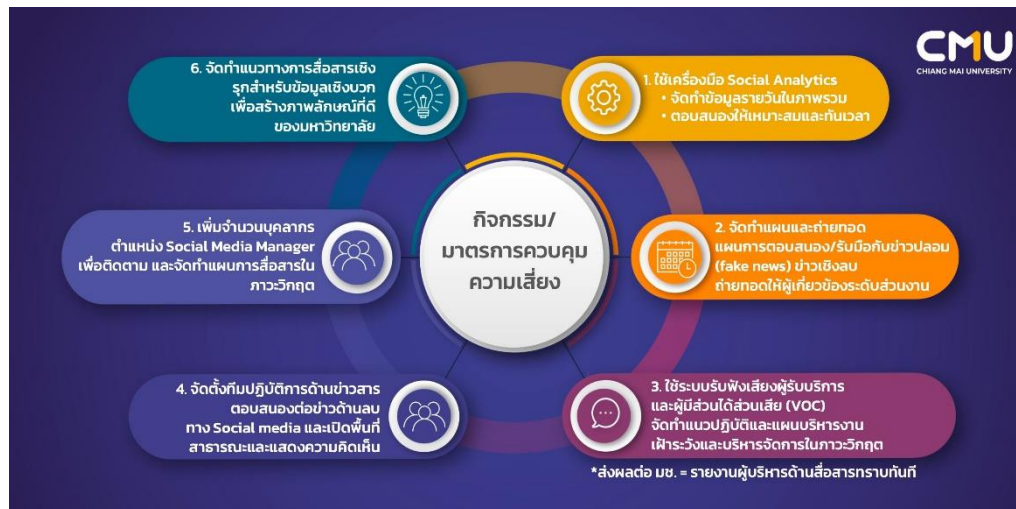 CMU
CHIANG MAI UNIVERSITY
กิจกรรม/
มาตรการควบคุม
ความเสี่ยง
1. ใช้เครื่องมือ Social Analytics
• จัดทำข้อมูลรายวันในภาพรวม
• ตอบสนองให้เหมาะสมและทันเวลา
2. จัดทำแผนและถ่ายทอด
แผนการตอบสนอง/รับมือกับข่าวปลอม
(fake news) ข่าวเชิงลบ
ถ่ายทอดให้ผู้เกี่ยวข้องระดับส่วนงาน
3. ใช้ระบบรับฟังเสียงผู้รับบริการ
และผู้มีส่วนได้ส่วนเสีย (VOC)
จัดทำแนวปฏิบัติและแผนบริหารงาน
เฝ้าระวังและบริหารจัดการในภาวะวิกฤต
*ส่งผลต่อ มช. = รายงานผู้บริหารด้านสื่อสารทราบทันที
4. จัดตั้งทีมปฏิบัติการด้านข่าวสาร
ตอบสนองต่อข่าวด้านลบ
ทาง Social media และเปิดพื้นที่
สาธารณะและแสดงความคิดเห็น
5. เพิ่มจำนวนบุคลากร
ตำแหน่ง Social Media Manager
เพื่อติดตาม และจัดทำแผนการสื่อสารใน
ภาวะวิกฤต
6. จัดทำแนวทางการสื่อสารเชิง
รุกสำหรับข้อมูลเชิงบวก
เพื่อสร้างภาพลักษณ์ที่ดี
ของมหาวิทยาลัย